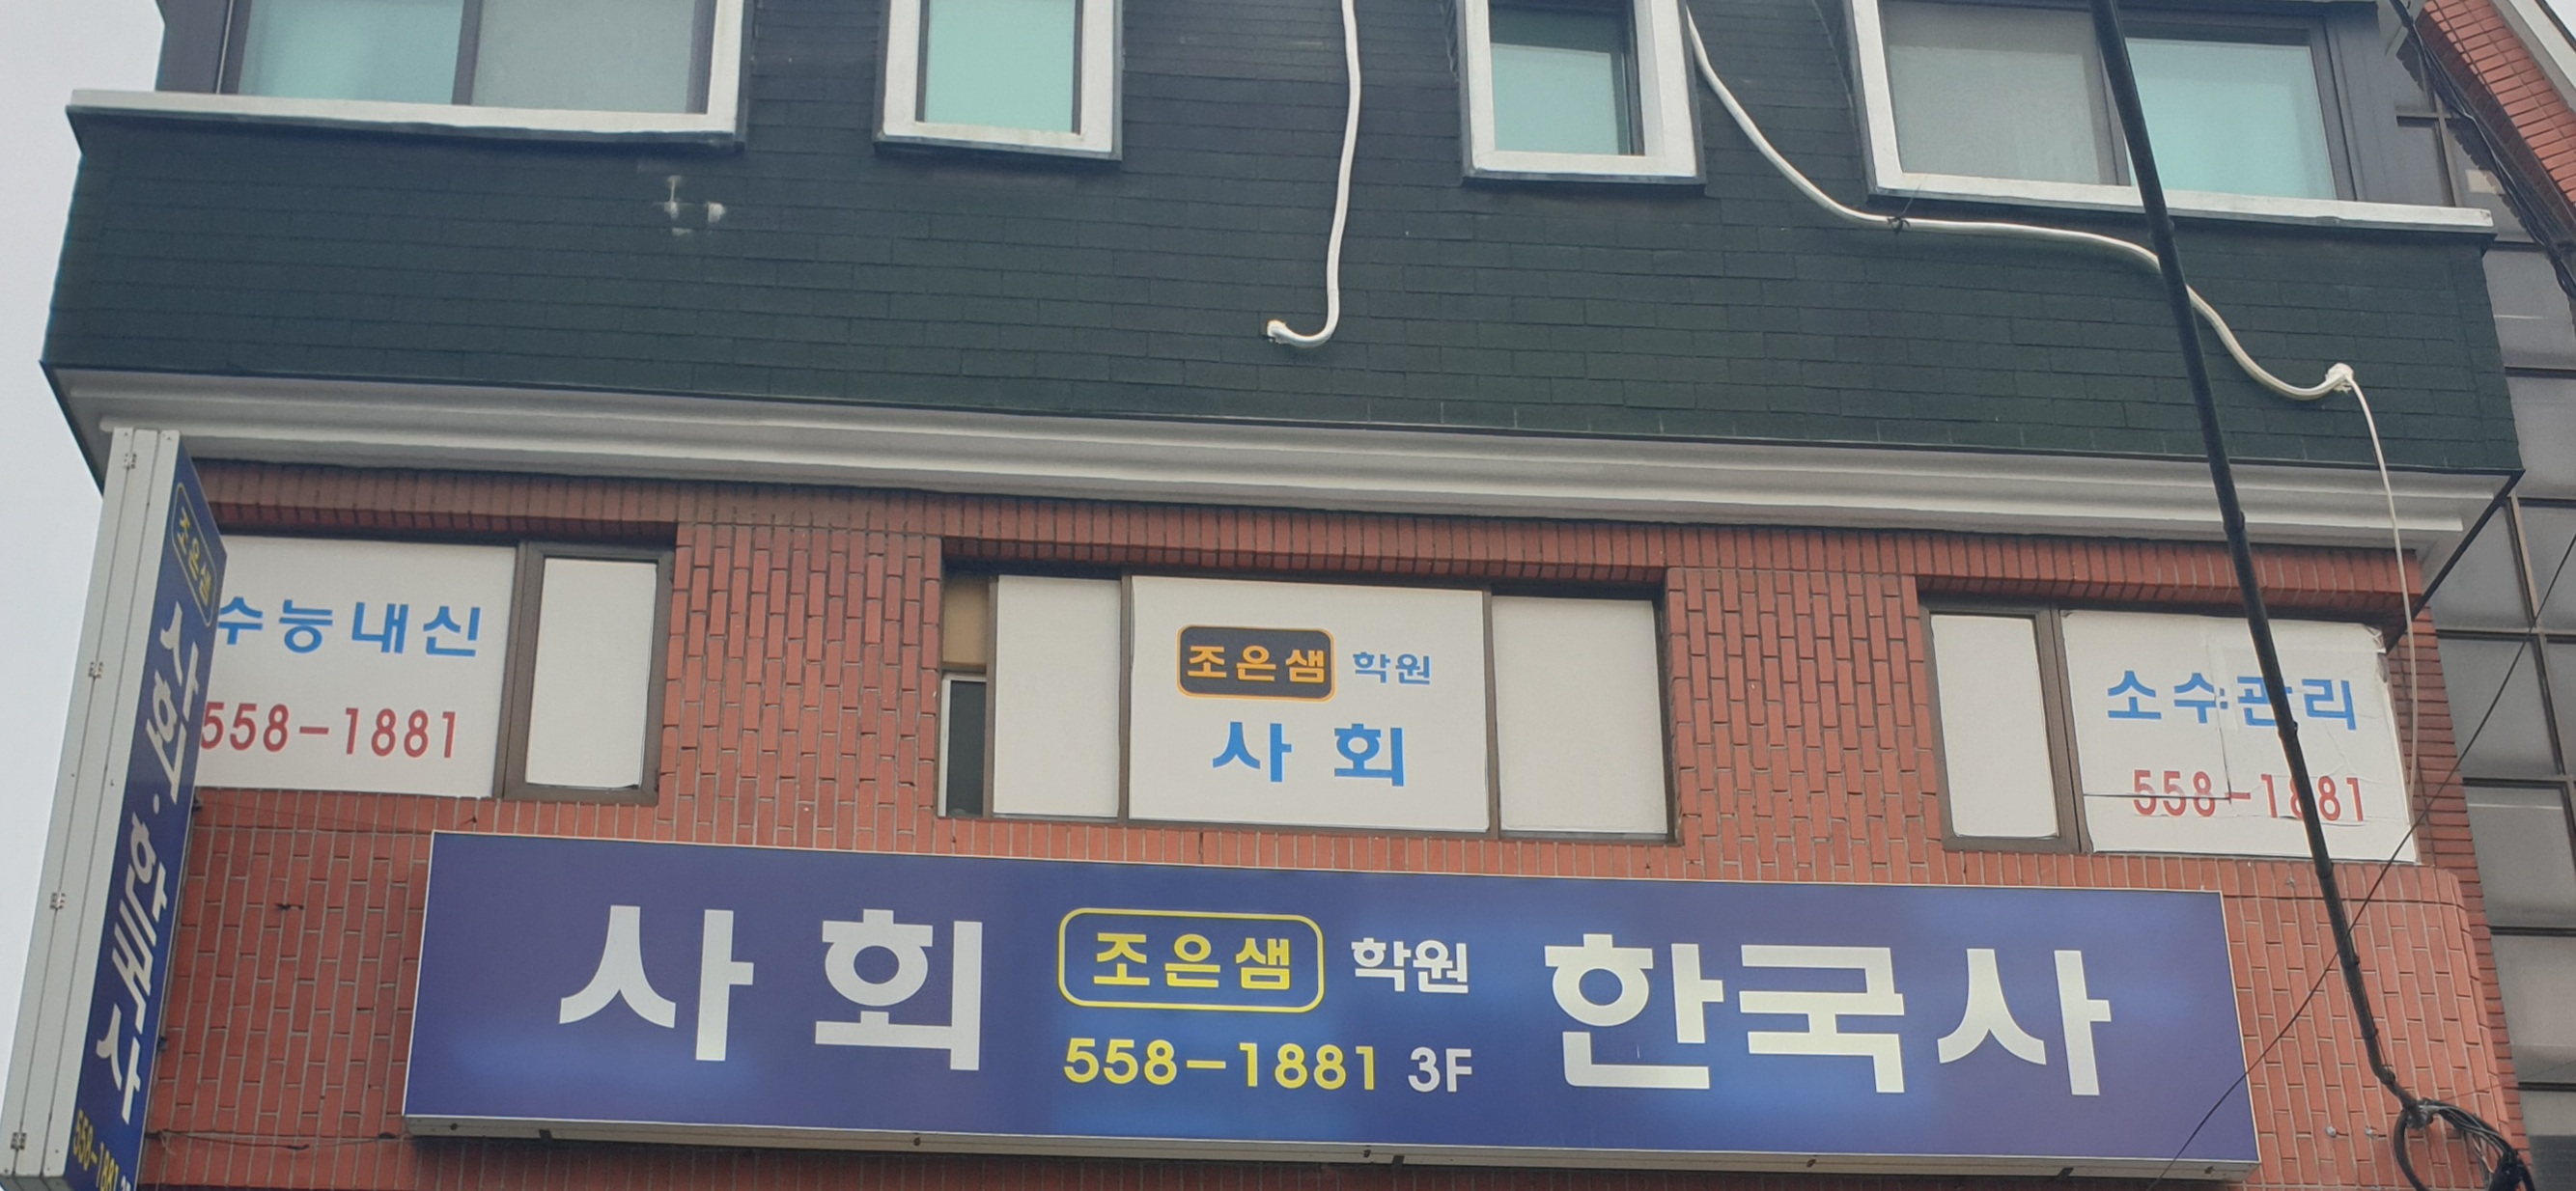 수능내신
558-1881
조은샘 학원
사회
소수관리
558-1881
조은샘
사회·한국사
558-1881
사회 조은샘 학원 한국사
558-1881 3F